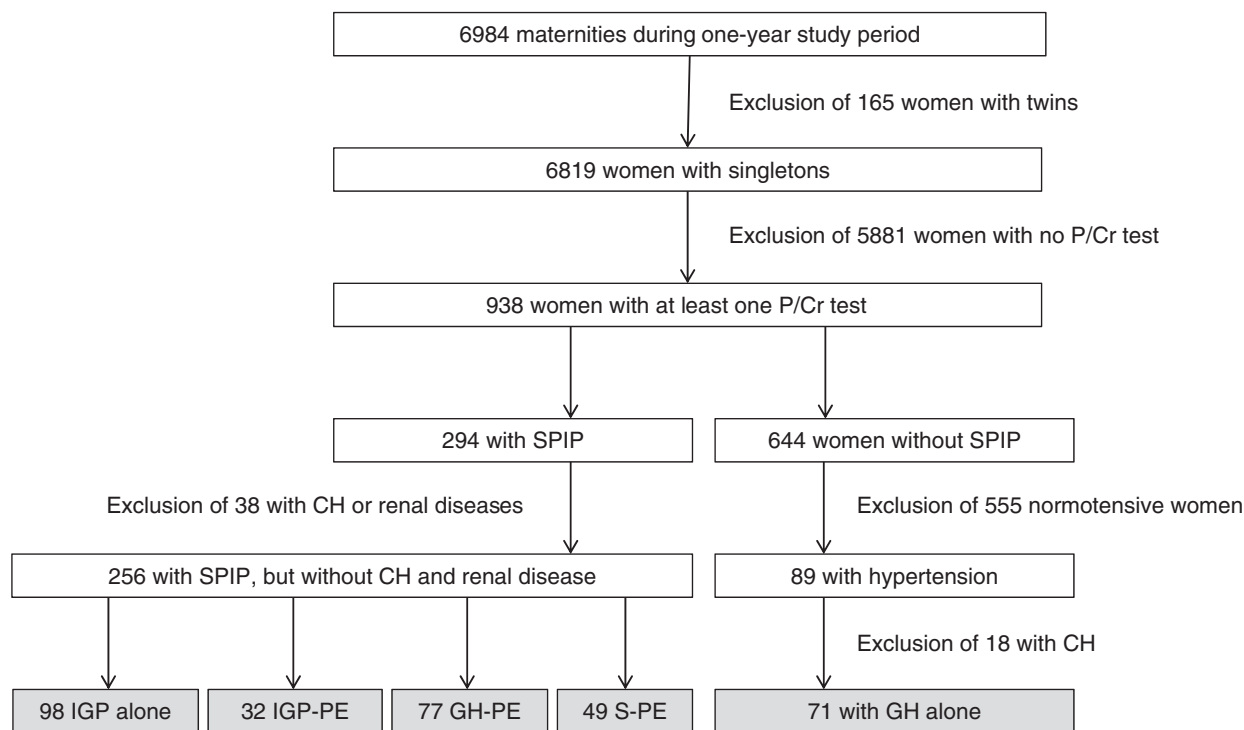 6984 maternities during one-year study period
Exclusion of 165 women with twins
6819 women with singletons
Exclusion of 5881 women with no P/Cr test
938 women with at least one P/Cr test
294 with SPIP
644 women without SPIP
Exclusion of 38 with CH or renal diseases
Exclusion of 555 normotensive women
256 with SPIP, but without CH and renal disease
89 with hypertension
Exclusion of 18 with CH
98 IGP alone
32 IGP-PE
77 GH-PE
49 S-PE
71 with GH alone